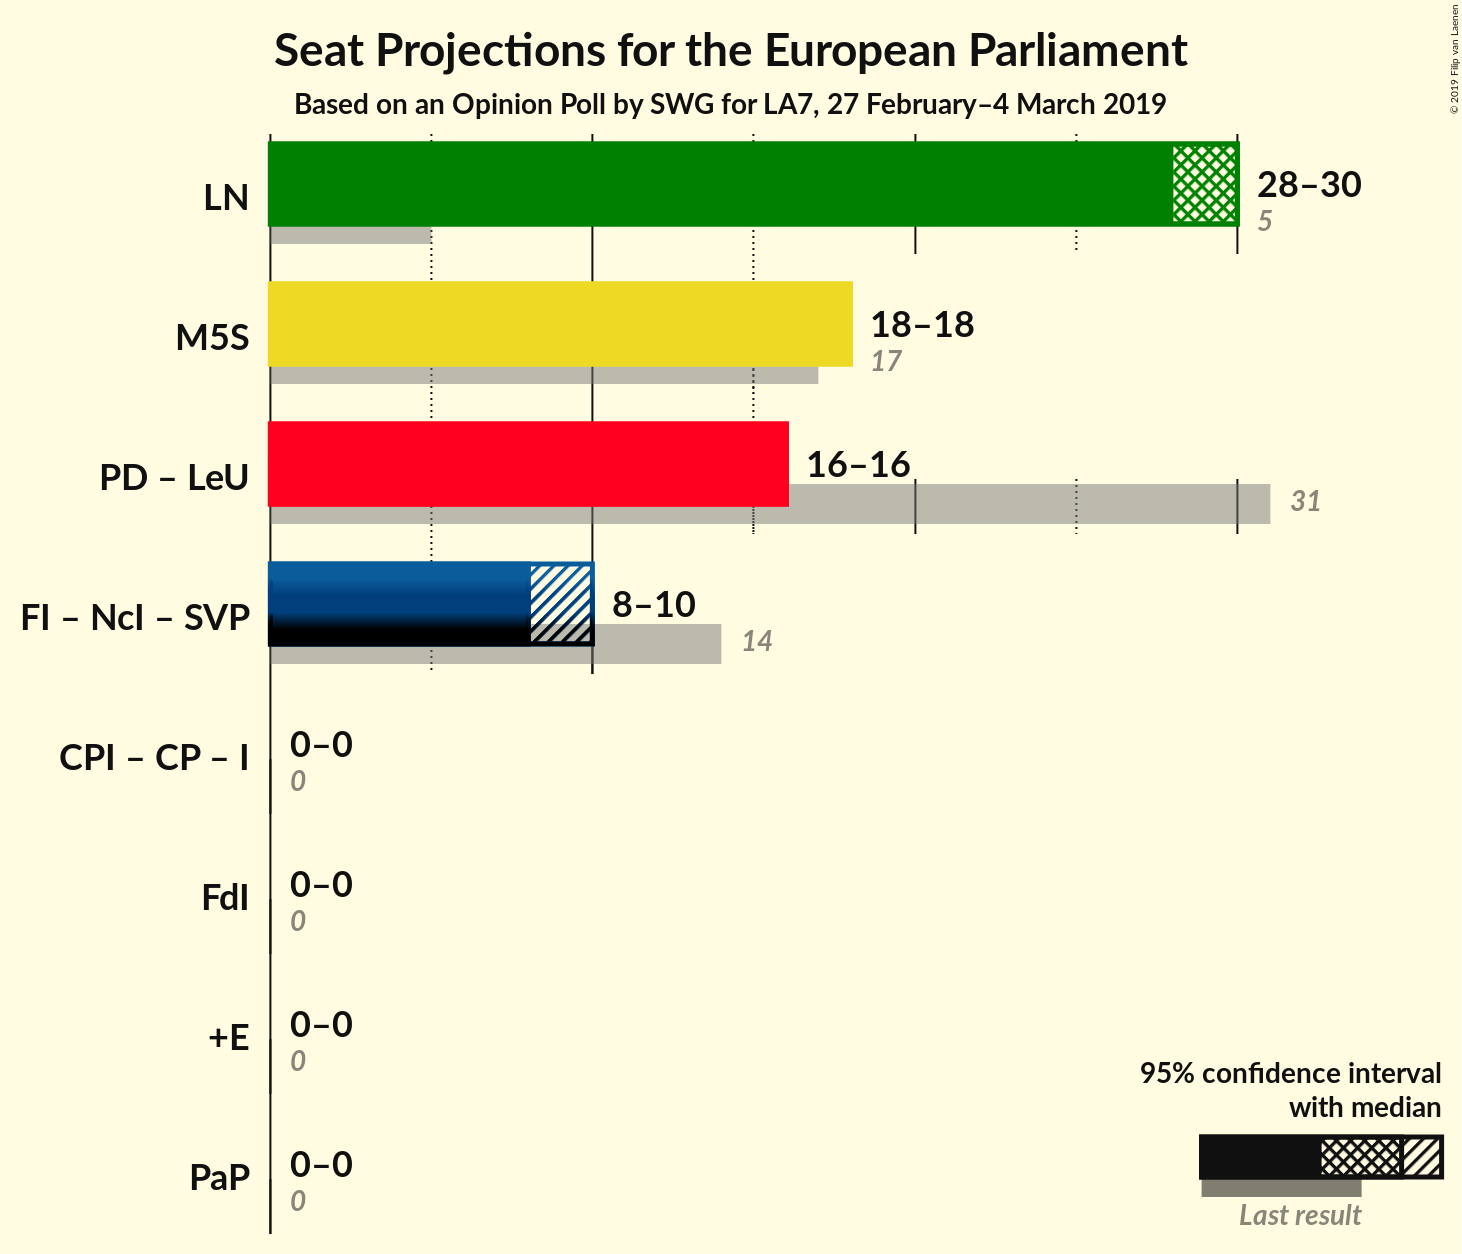 Seat Projections for the European Parliament
Based on an Opinion Poll by SWG for LA7, 27 February–4 March 2019
© 2019 Filip van Laenen
LN
28–30
5
M5S
18–18
17
PD – LeU
16–16
31
FI – NcI – SVP
8–10
14
CPI – CP – I
0–0
0
FdI
0–0
0
+E
0–0
0
PaP
0–0
0
95% confidence interval
with median
Last result